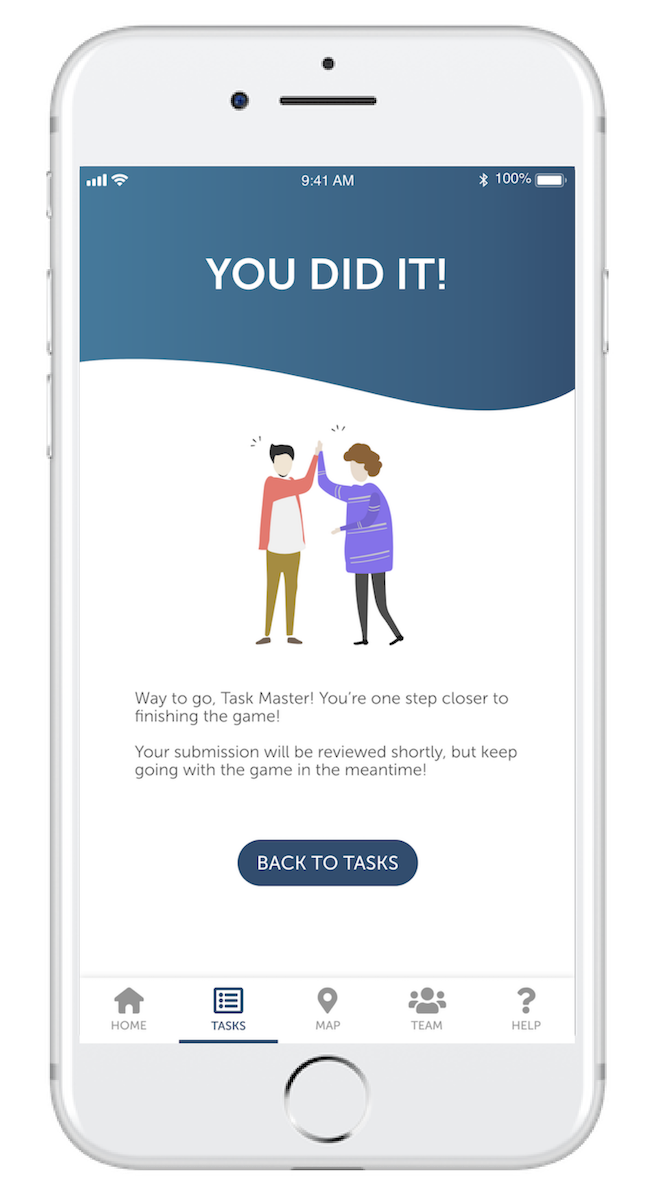 9:41 AM 100%
YOU DID IT!
Way to go, Task Master! You’re one step closer to
finishing the game!
Your submission will be reviewed shortly, but keep
going with the game in the meantime!
BACK TO TASKS
HOME TASKS MAP TEAM HELP